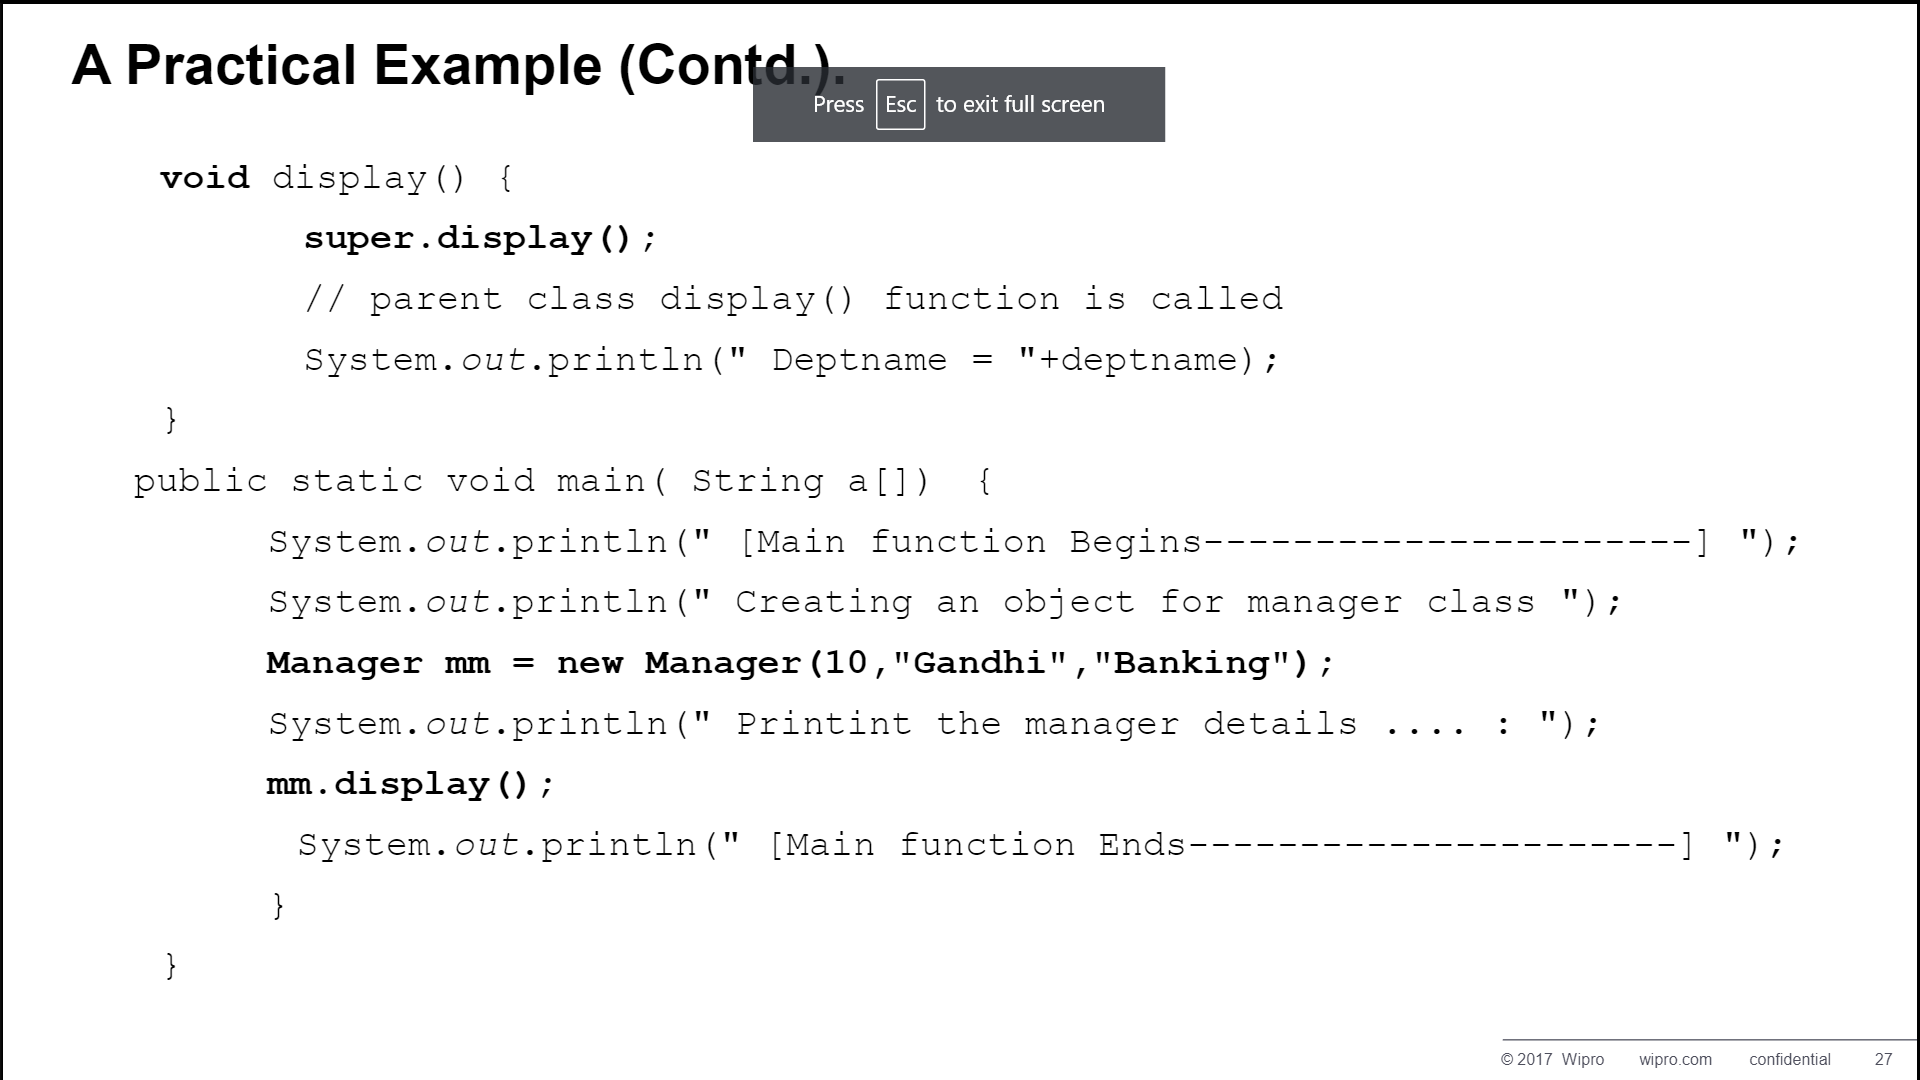 A Practical Example (Contd.).
Press Esc to exit full screen
void display() {
super.display();
// parent class display() function is called
System.out.println(" Deptname = "+deptname);
}
public static void main( String a[]) {
System.out.println(" [Main function Begins----------------------] ");
System.out.println(" Creating an object for manager class ");
Manager mm = new Manager(10,"Gandhi","Banking");
System.out.println(" Printint the manager details .... : ");
mm.display();
System.out.println(" [Main function Ends----------------------] ");
}
}
© 2017 Wipro wipro.com confidential 27